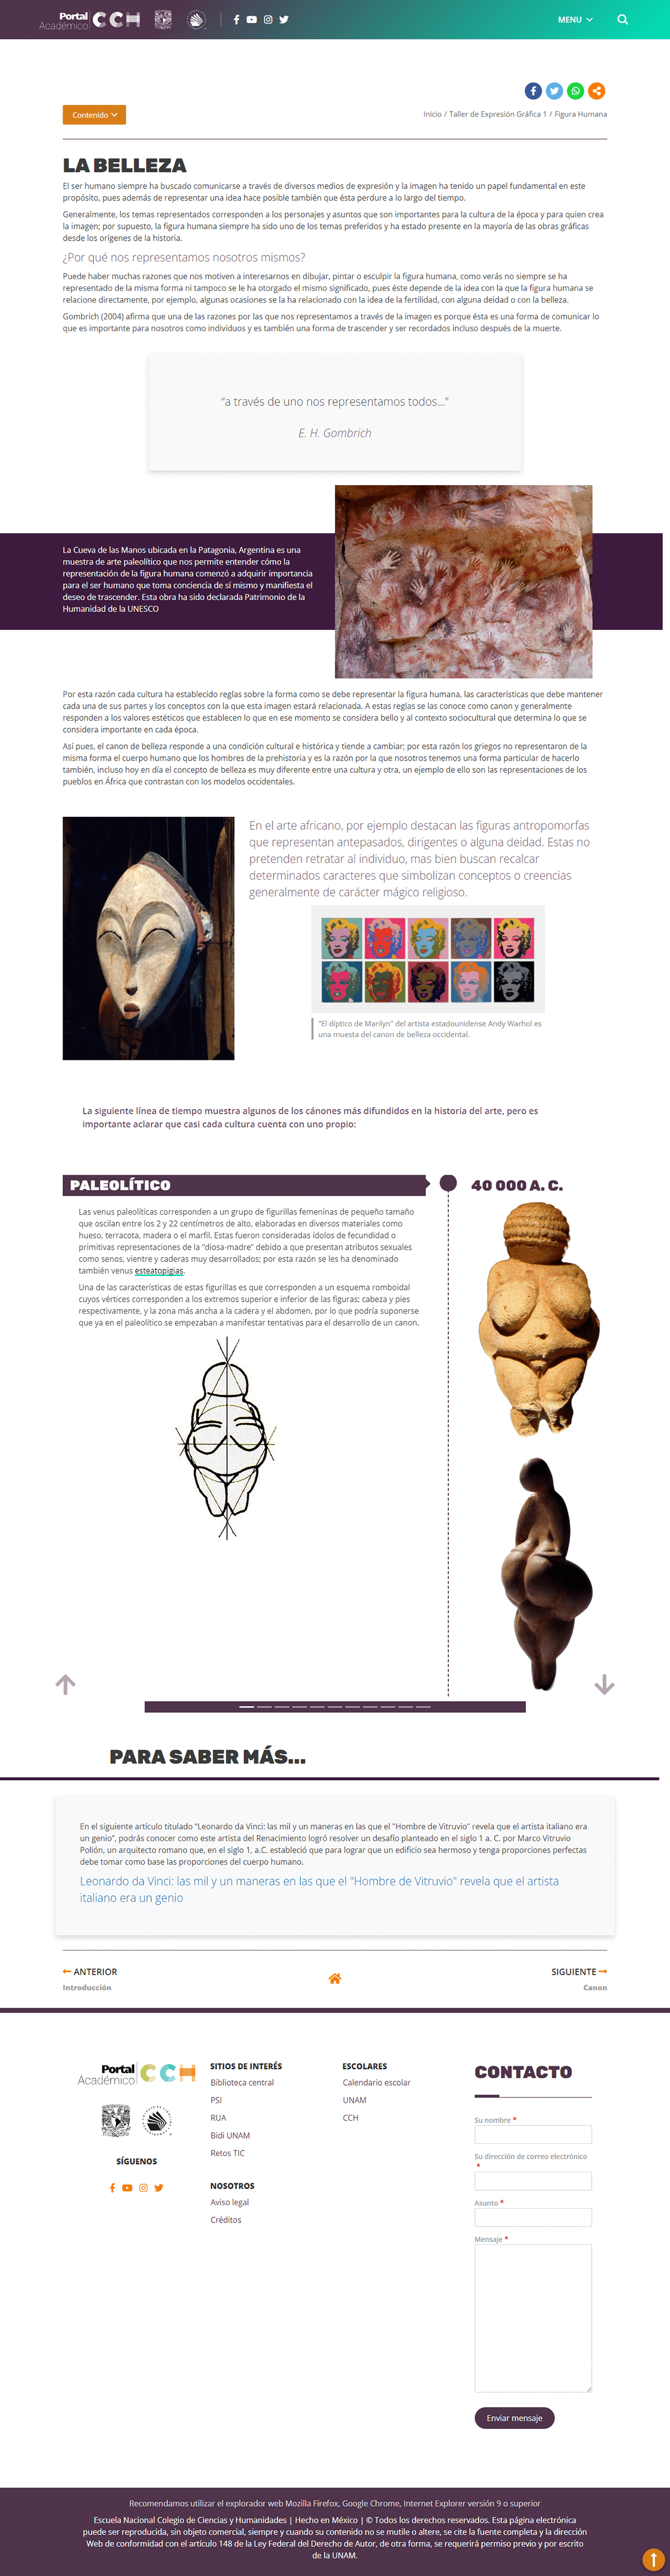 Portal
Académico
CCH
MENU
Contenido
Inicio / Taller de Expresión Gráfica 1 / Figura Humana
LA BELLEZA
El ser humano siempre ha buscado comunicarse a través de diversos medios de expresión y la imagen ha tenido un papel fundamental en este
propósito, pues además de representar una idea hace posible también que ésta perdure a lo largo del tiempo.
Generalmente, los temas representados corresponden a los personajes y asuntos que son importantes para la cultura de la época y para quien crea
la imagen; por supuesto, la figura humana siempre ha sido uno de los temas preferidos y ha estado presente en la mayoría de las obras gráficas
desde los orígenes de la historia.
¿Por qué nos representamos nosotros mismos?
Puede haber muchas razones que nos motiven a interesarnos en dibujar, pintar o esculpir la figura humana, como verás no siempre se ha
representado de la misma forma ni tampoco se le ha otorgado el mismo significado, pues éste depende de la idea con la que la figura humana se
relacione directamente, por ejemplo, algunas ocasiones se la ha relacionado con la idea de la fertilidad, con alguna deidad o con la belleza.
Gombrich (2004) afirma que una de las razones por las que nos representamos a través de la imagen es porque ésta es una forma de comunicar lo
que es importante para nosotros como individuos y es también una forma de trascender y ser recordados incluso después de la muerte.
“a través de uno nos representamos todos...”
E. H. Gombrich
La Cueva de las Manos ubicada en la Patagonia, Argentina es una
muestra de arte paleolítico que nos permite entender cómo la
representación de la figura humana comenzó a adquirir importancia
para el ser humano que toma conciencia de sí mismo y manifiesta el
deseo de trascender. Esta obra ha sido declarada Patrimonio de la
Humanidad de la UNESCO
Por esta razón cada cultura ha establecido reglas sobre la forma como se debe representar la figura humana, las características que debe mantener
cada una de sus partes y los conceptos con la que esta imagen estará relacionada. A estas reglas se las conoce como canon y generalmente
responden a los valores estéticos que establecen lo que en ese momento se considera bello y al contexto sociocultural que determina lo que se
considera importante en cada época.
Así pues, el canon de belleza responde a una condición cultural e histórica y tiende a cambiar; por esta razón los griegos no representaron de la
misma forma el cuerpo humano que los hombres de la prehistoria y es la razón por la que nosotros tenemos una forma particular de hacerlo
también, incluso hoy en día el concepto de belleza es muy diferente entre una cultura y otra, un ejemplo de ello son las representaciones de los
pueblos en África que contrastan con los modelos occidentales.
En el arte africano, por ejemplo destacan las figuras antropomorfas
que representan antepasados, dirigentes o alguna deidad. Estas no
pretenden retratar al individuo, mas bien buscan recalcar
determinados caracteres que simbolizan conceptos o creencias
generalmente de carácter mágico religioso.
"El díptico de Marilyn" del artista estadounidense Andy Warhol es
una muesta del canon de belleza occidental.
La siguiente línea de tiempo muestra algunos de los cánones más difundidos en la historia del arte, pero es
importante aclarar que casi cada cultura cuenta con uno propio:
PALEOLÍTICO
40 000 A. C.
Las venus paleolíticas corresponden a un grupo de figurillas femeninas de pequeño tamaño
que oscilan entre los 2 y 22 centímetros de alto, elaboradas en diversos materiales como
hueso, terracota, madera o el marfil. Estas fueron consideradas ídolos de fecundidad o
primitivas representaciones de la “diosa-madre” debido a que presentan atributos sexuales
como senos, vientre y caderas muy desarrollados; por esta razón se les ha denominado
también venus esteatopigias.
Una de las características de estas figurillas es que corresponden a un esquema romboidal
cuyos vértices corresponden a los extremos superior e inferior de las figuras; cabeza y pies
respectivamente, y la zona más ancha a la cadera y el abdomen, por lo que podría suponerse
que ya en el paleolítico se empezaban a manifestar tentativas para el desarrollo de un canon.
PARA SABER MÁS...
En el siguiente artículo titulado “Leonardo da Vinci: las mil y un maneras en las que el "Hombre de Vitruvio" revela que el artista italiano era
un genio”, podrás conocer como este artista del Renacimiento logró resolver un desafío planteado en el siglo 1 a. C. por Marco Vitruvio
Polión, un arquitecto romano que, en el siglo 1, a.C. estableció que para lograr que un edificio sea hermoso y tenga proporciones perfectas
debe tomar como base las proporciones del cuerpo humano.
Leonardo da Vinci: las mil y un maneras en las que el "Hombre de Vitruvio" revela que el artista
italiano era un genio
ANTERIOR
Introducción
SIGUIENTE
Canon
Portal
Académico
CCH
SÍGUENOS
SITIOS DE INTERÉS
Biblioteca central
PSI
RUA
Bidi UNAM
Retos TIC
NOSOTROS
Aviso legal
Créditos
ESCOLARES
Calendario escolar
UNAM
CCH
CONTACTO
Su nombre *
Su dirección de correo electrónico
*
Asunto *
Mensaje *
Enviar mensaje
Recomendamos utilizar el explorador web Mozilla Firefox, Google Chrome, Internet Explorer versión 9 o superior
Escuela Nacional Colegio de Ciencias y Humanidades | Hecho en México | © Todos los derechos reservados. Esta página electrónica
puede ser reproducida, sin objeto comercial, siempre y cuando su contenido no se mutile o altere, se cite la fuente completa y la dirección
Web de conformidad con el artículo 148 de la Ley Federal del Derecho de Autor, de otra forma, se requerirá permiso previo y por escrito
de la UNAM.